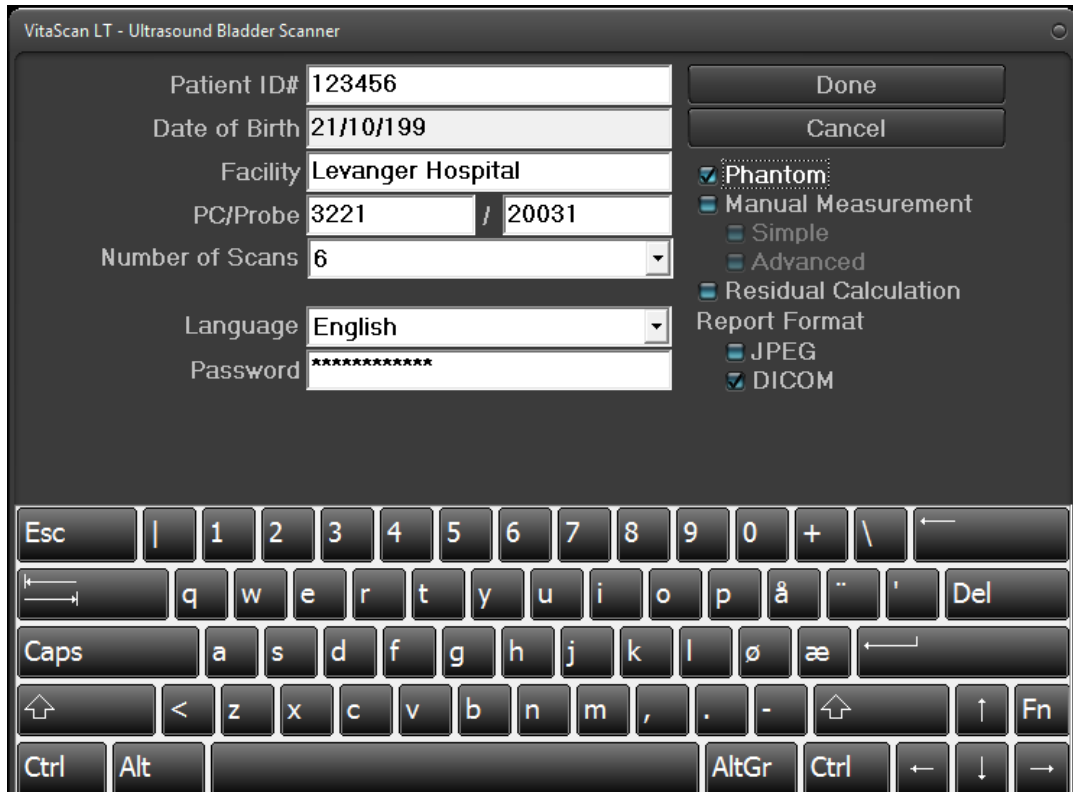 VitaScan LT - Ultrasound Bladder Scanner
Patient ID# 123456
Done
Date of Birth 21/10/199
Cancel
Facility Levanger Hospital
Phantom
PC/Probe 3221 / 20031
Manual Measurement
Simple
Number of Scans 6
Advanced
Residual Calculation
Language English
Report Format
JPEG
Password ************
DICOM
Esc | 1 2 3 4 5 6 7 8 9 0 + \ ←
q w e r t y u i o p å ¨ ' Del
Caps a s d f g h j k l ø æ
< z x c v b n m , . - ↑ Fn
Ctrl Alt AltGr Ctrl ← ↓ →